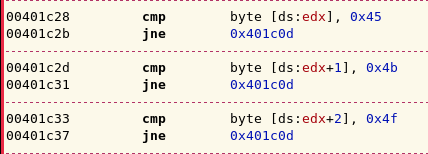 00401c28 cmp byte [ds:edx], 0x45
00401c2b jne 0x401c0d
00401c2d cmp byte [ds:edx+1], 0x4b
00401c31 jne 0x401c0d
00401c33 cmp byte [ds:edx+2], 0x4f
00401c37 jne 0x401c0d